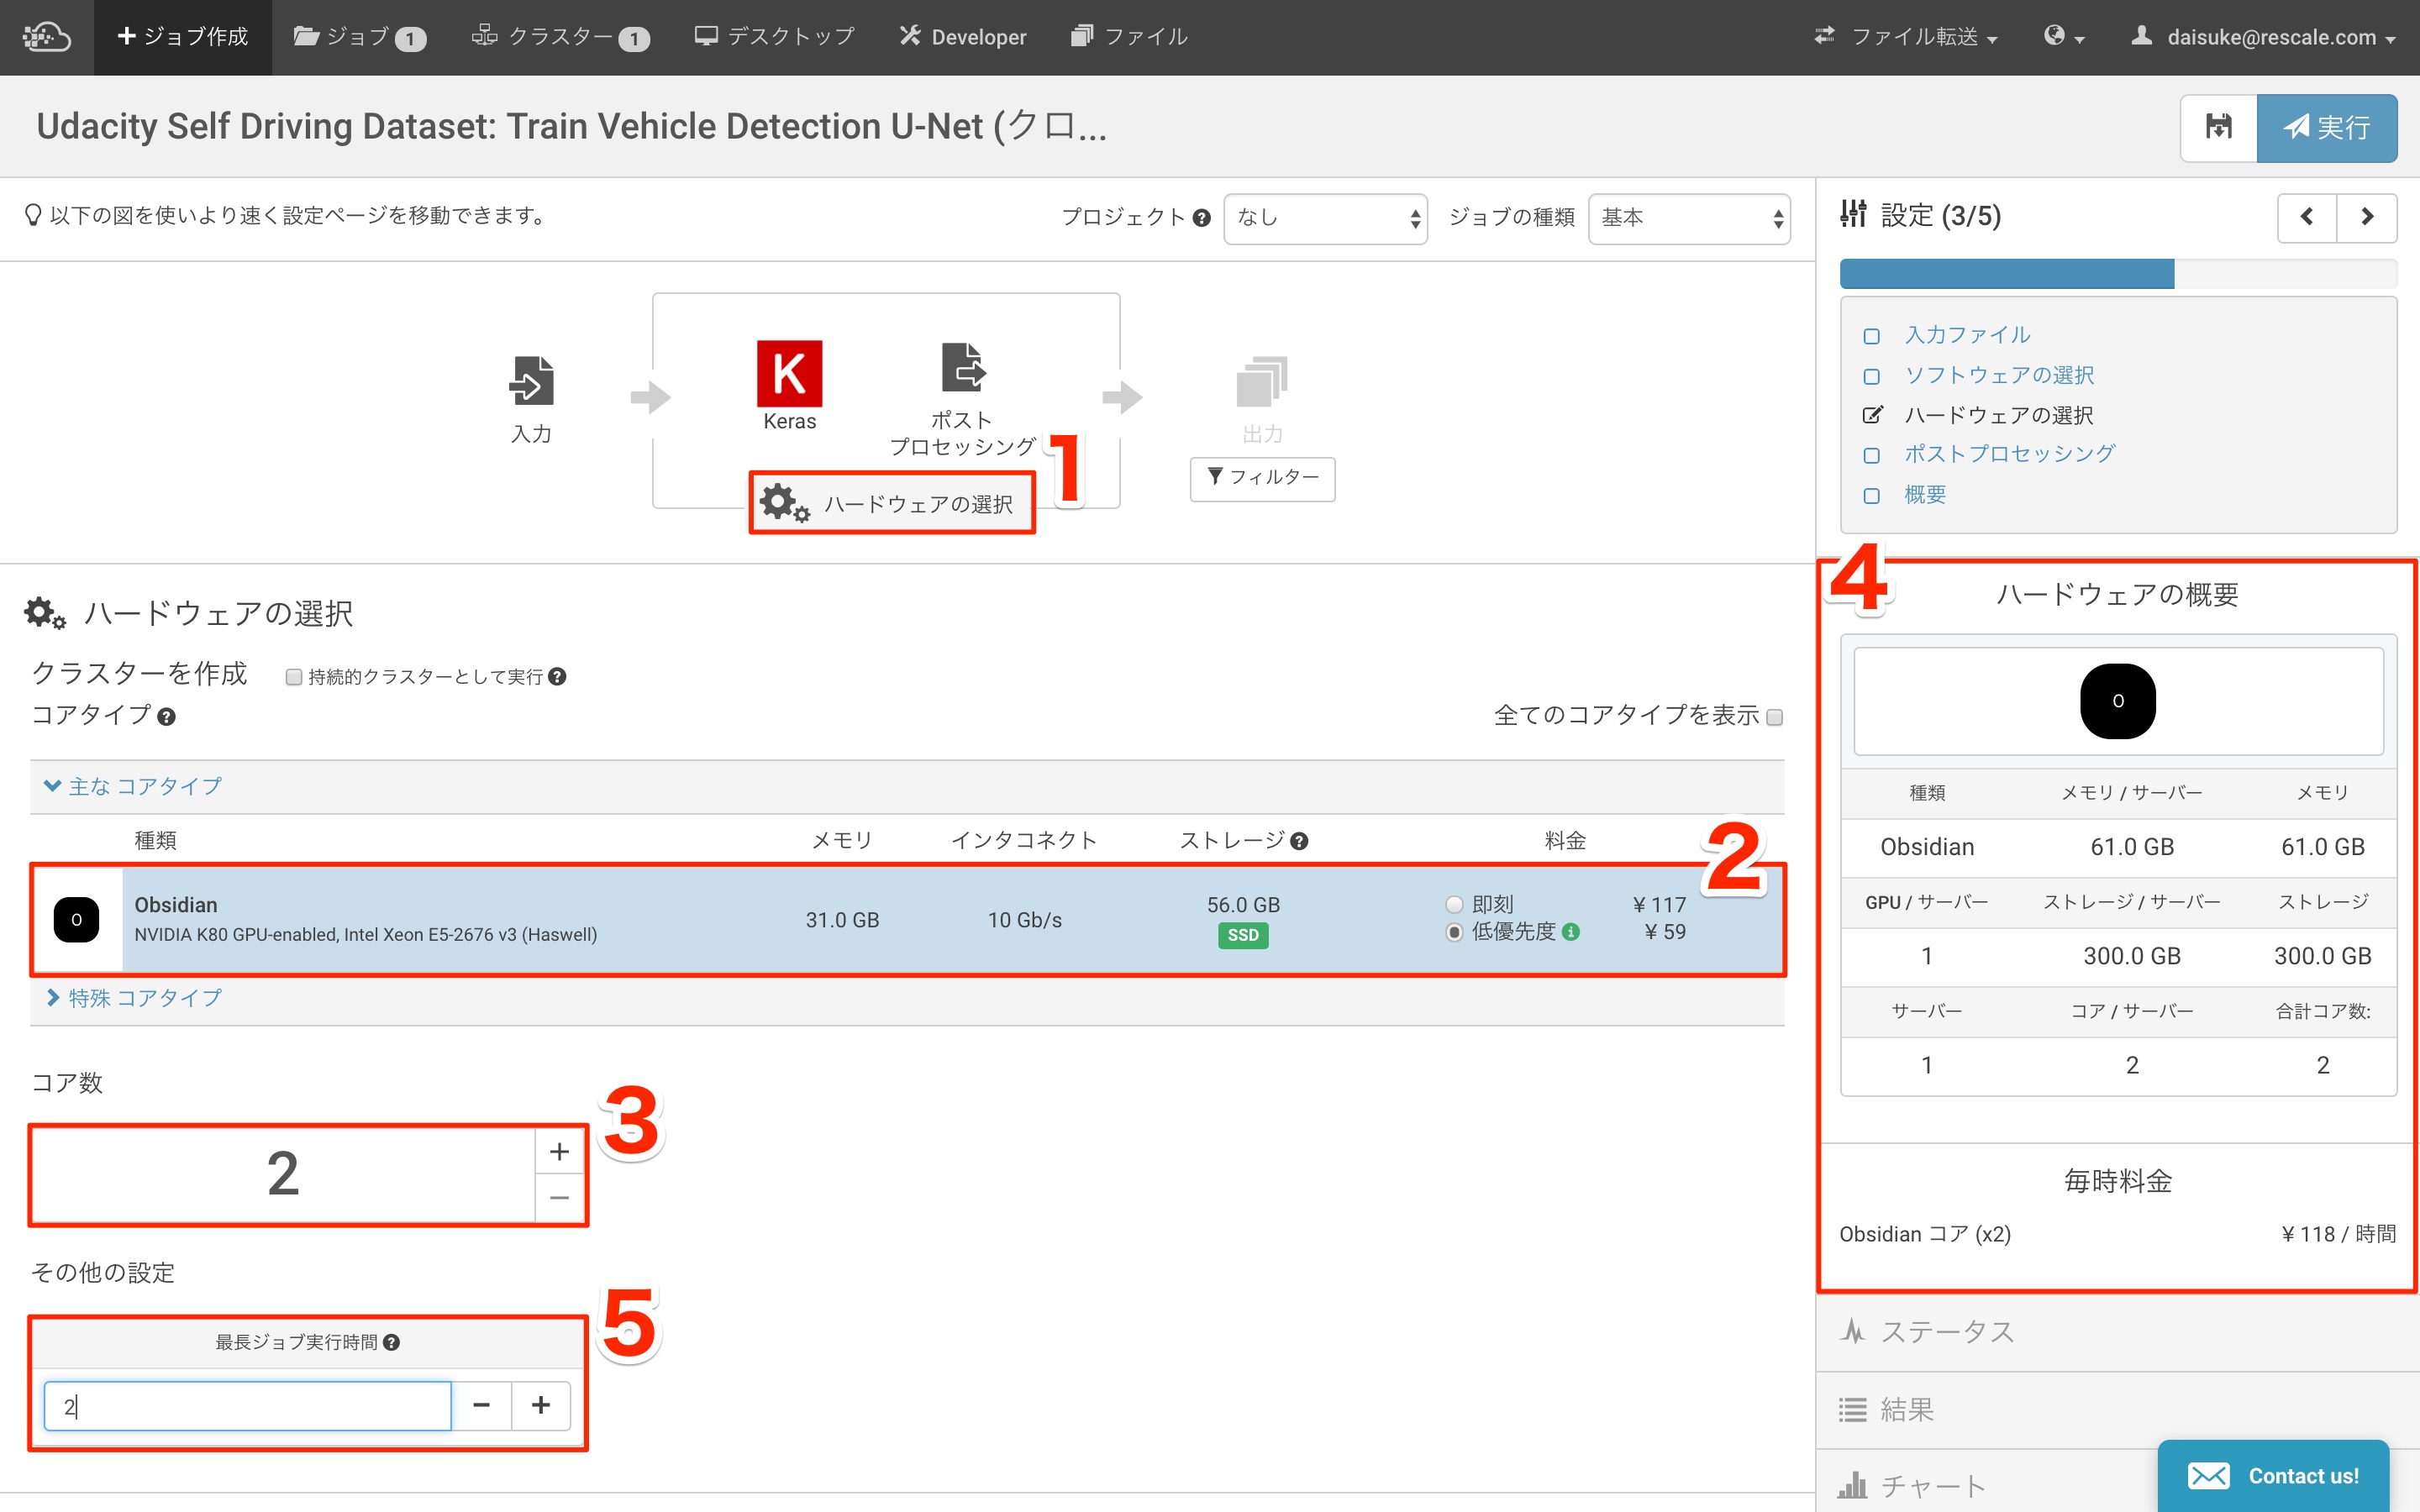 ジョブ作成 ジョブ 1 クラスター 1 デスクトップ Developer ファイル ファイル転送 daisuke@rescale.com
Udacity Self Driving Dataset: Train Vehicle Detection U-Net (クロ...
実行
以下の図を使いより速く設定ページを移動できます。 プロジェクト ? なし ジョブの種類 基本
入力
K
Keras
ポスト
プロセッシング
ハードウェアの選択
1
出力
フィルター
ハードウェアの選択
クラスターを作成 持続的クラスターとして実行 ?
コアタイプ ? 全てのコアタイプを表示
主な コアタイプ
種類 メモリ インタコネクト ストレージ ? 料金
2
O
Obsidian
NVIDIA K80 GPU-enabled, Intel Xeon E5-2676 v3 (Haswell)
31.0 GB 10 Gb/s 56.0 GB
SSD
即刻 ¥ 117
低優先度 i ¥ 59
特殊 コアタイプ
コア数
2 + −
3
その他の設定
最長ジョブ実行時間 ?
2 − +
5
設定 (3/5)
入力ファイル
ソフトウェアの選択
ハードウェアの選択
ポストプロセッシング
概要
4
ハードウェアの概要
O
種類 メモリ / サーバー メモリ
Obsidian 61.0 GB 61.0 GB
GPU / サーバー ストレージ / サーバー ストレージ
1 300.0 GB 300.0 GB
サーバー コア / サーバー 合計コア数:
1 2 2
毎時料金
Obsidian コア (x2) ¥ 118 / 時間
ステータス
結果
チャート
Contact us!